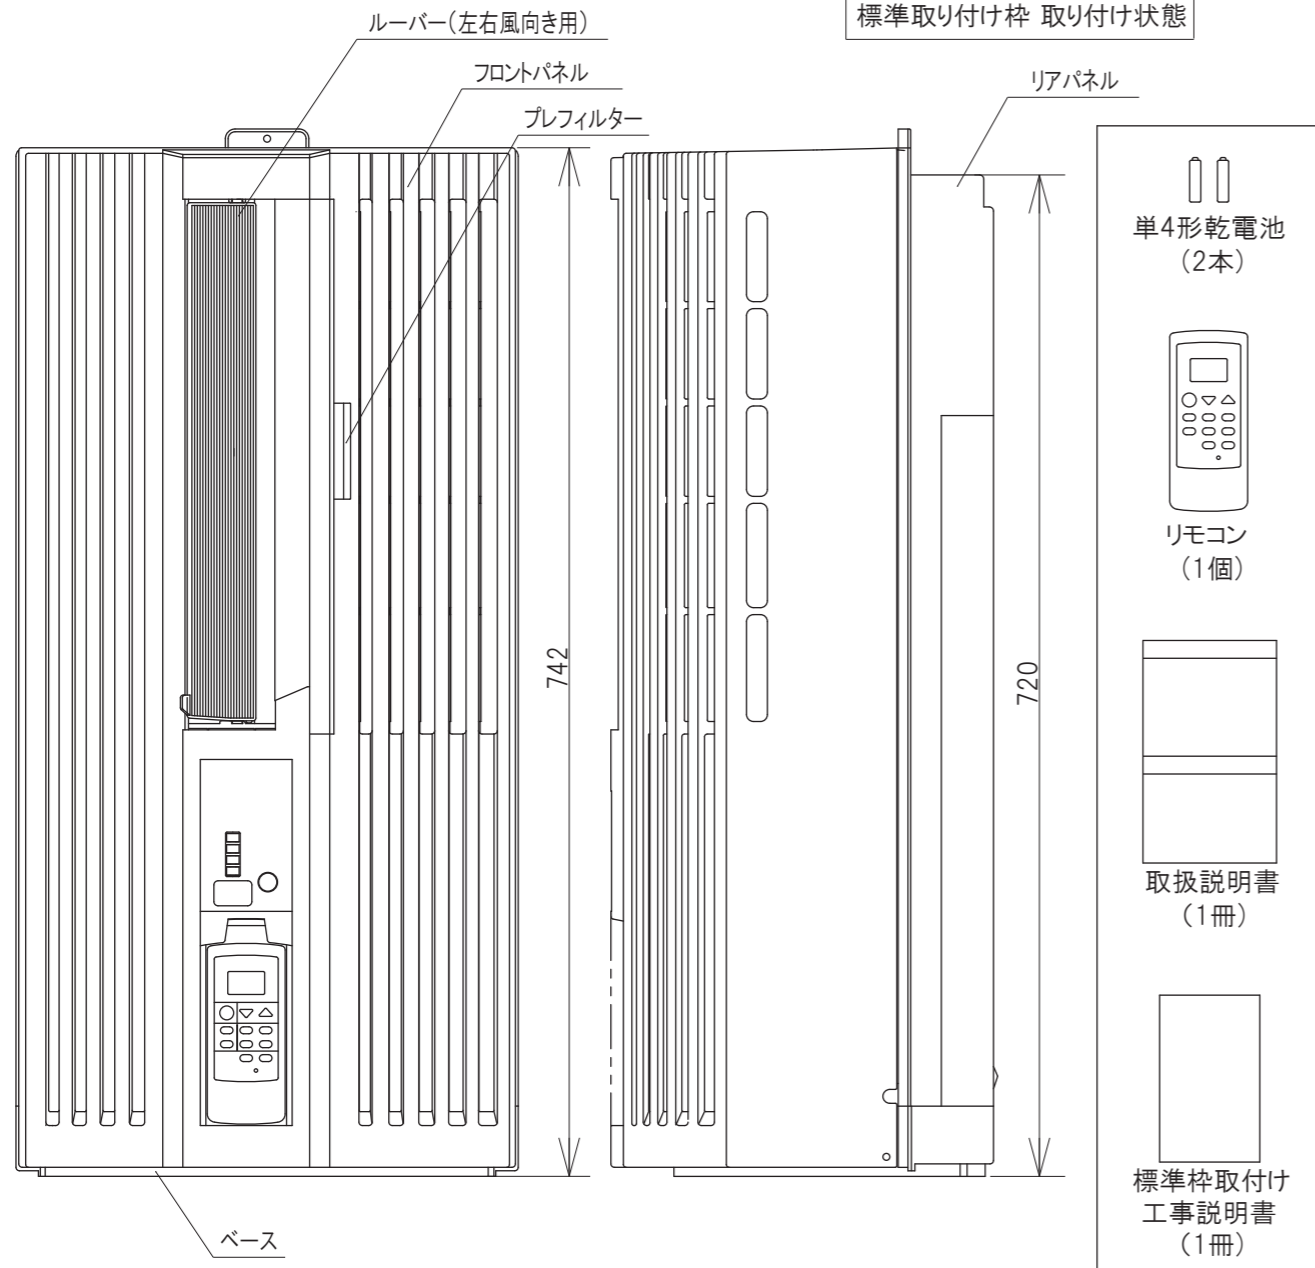 標準取り付け枠 取り付け状態
ルーバー(左右風向き用)
フロントパネル
プレフィルター
リアパネル
742
720
ベース
単4形乾電池
(2本)
リモコン
(1個)
取扱説明書
(1冊)
標準枠取付け
工事説明書
(1冊)